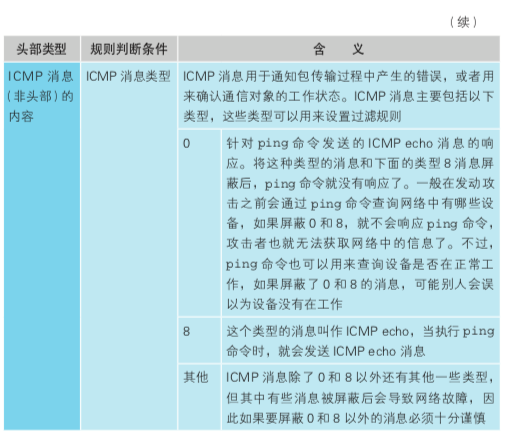 （续）
头部类型 规则判断条件 含 义
ICMP 消息（非头部）的内容 ICMP 消息类型 ICMP 消息用于通知包传输过程中产生的错误，或者用
来确认通信对象的工作状态。ICMP 消息主要包括以下
类型，这些类型可以用来设置过滤规则
0 针对 ping 命令发送的 ICMP echo 消息的响
应。将这种类型的消息和下面的类型 8 消息屏
蔽后，ping 命令就没有响应了。一般在发动攻
击之前会通过 ping 命令查询网络中有哪些设
备，如果屏蔽 0 和 8，就不会响应 ping 命令，
攻击者也就无法获取网络中的信息了。不过，
ping 命令也可以用来查询设备是否在正常工
作，如果屏蔽了 0 和 8 的消息，可能别人会误
以为设备没有在工作
8 这个类型的消息叫作 ICMP echo，当执行 ping
命令时，就会发送 ICMP echo 消息
其他 ICMP 消息除了 0 和 8 以外还有其他一些类型，
但其中有些消息被屏蔽后会导致网络故障，因
此如果要屏蔽 0 和 8 以外的消息必须十分谨慎